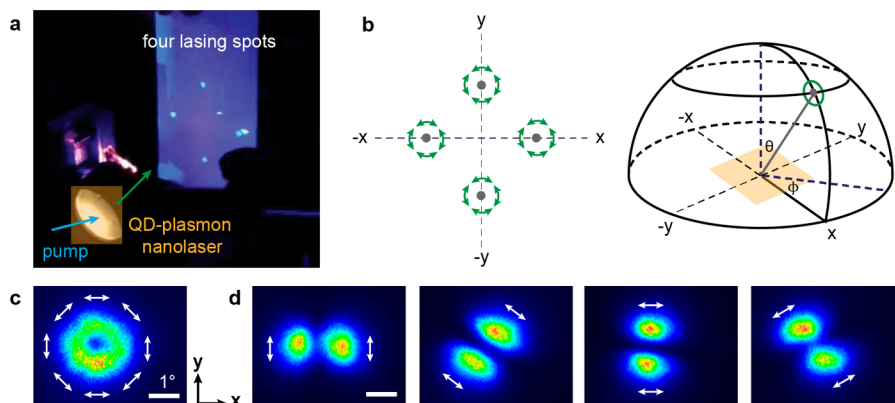 a
four lasing spots
QD-plasmon
nanolaser
pump
b
y
-x
x
-y
-x
y
θ
ϕ
-y
x
c
1°
y
x
d